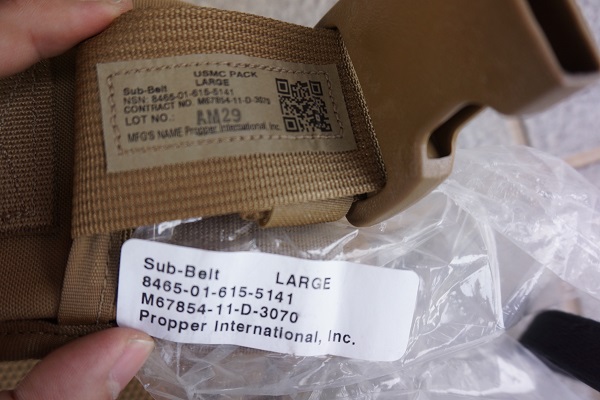 USMC PACK
Sub-Belt LARGE
NSN: 8465-01-615-5141
CONTRACT NO. M67854-11-D-3070
LOT NO.: AM29
MFG'S NAME Propper International, Inc.
Sub-Belt LARGE
8465-01-615-5141
M67854-11-D-3070
Propper International, Inc.